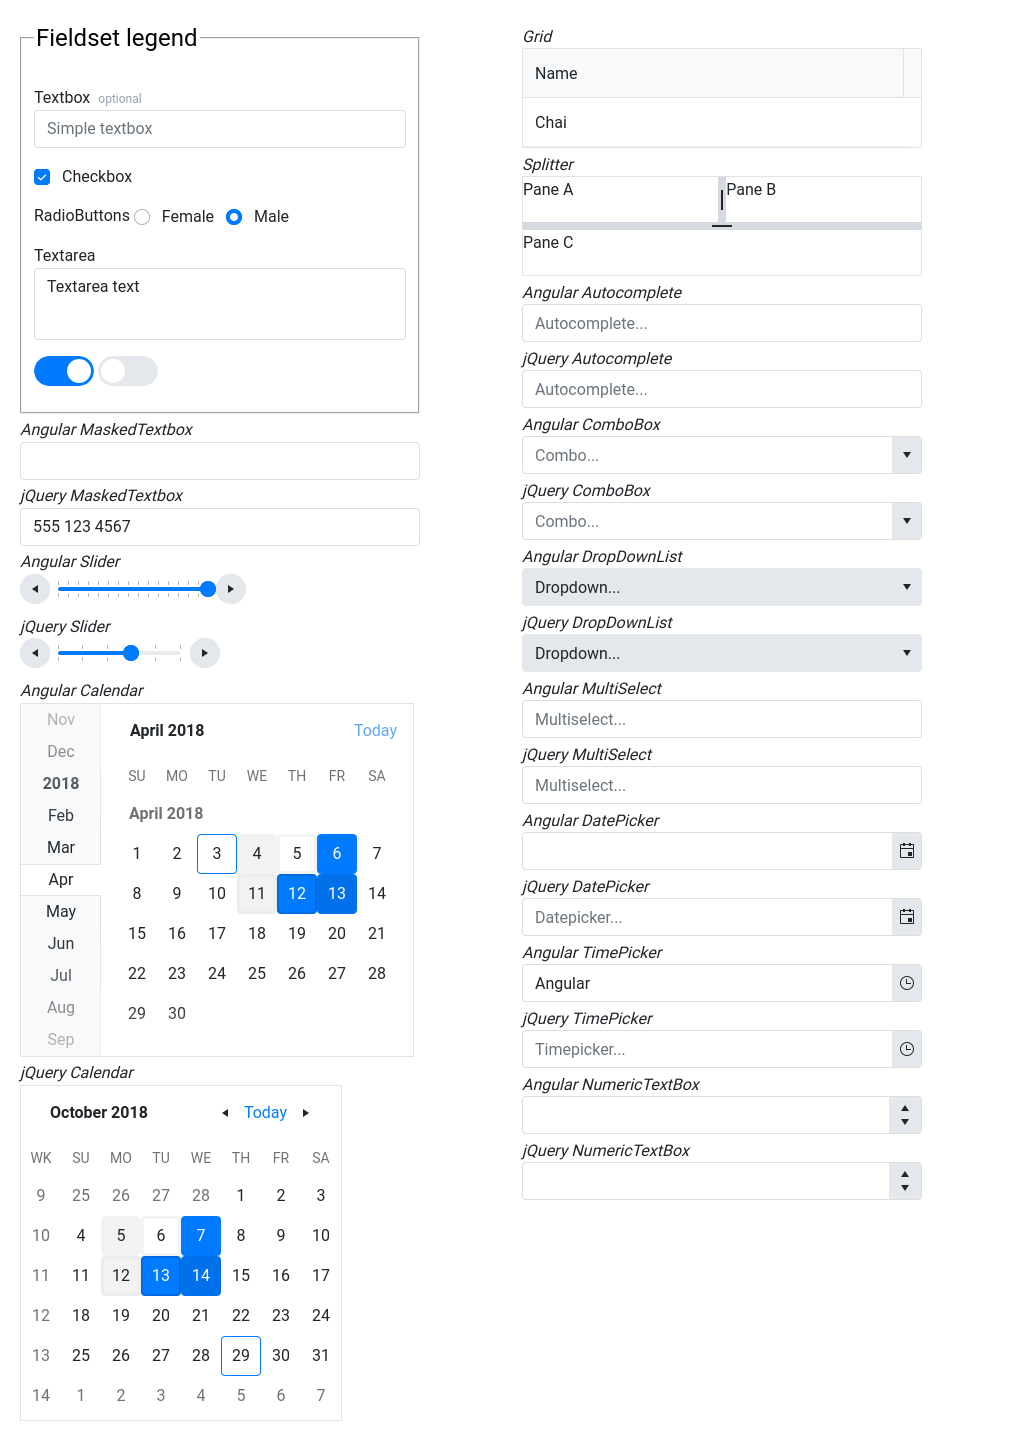 Fieldset legend
Textbox optional
Simple textbox
Checkbox
RadioButtons Female Male
Textarea
Textarea text
Angular MaskedTextbox
jQuery MaskedTextbox
555 123 4567
Angular Slider
jQuery Slider
Angular Calendar
Nov
Dec
2018
Feb
Mar
Apr
May
Jun
Jul
Aug
Sep
April 2018 Today
SU MO TU WE TH FR SA
April 2018
1 2 3 4 5 6 7
8 9 10 11 12 13 14
15 16 17 18 19 20 21
22 23 24 25 26 27 28
29 30
jQuery Calendar
October 2018 Today
WK SU MO TU WE TH FR SA
9 25 26 27 28 1 2 3
10 4 5 6 7 8 9 10
11 11 12 13 14 15 16 17
12 18 19 20 21 22 23 24
13 25 26 27 28 29 30 31
14 1 2 3 4 5 6 7
Grid
Name
Chai
Splitter
Pane A Pane B
Pane C
Angular Autocomplete
Autocomplete...
jQuery Autocomplete
Autocomplete...
Angular ComboBox
Combo...
jQuery ComboBox
Combo...
Angular DropDownList
Dropdown...
jQuery DropDownList
Dropdown...
Angular MultiSelect
Multiselect...
jQuery MultiSelect
Multiselect...
Angular DatePicker
jQuery DatePicker
Datepicker...
Angular TimePicker
Angular
jQuery TimePicker
Timepicker...
Angular NumericTextBox
jQuery NumericTextBox